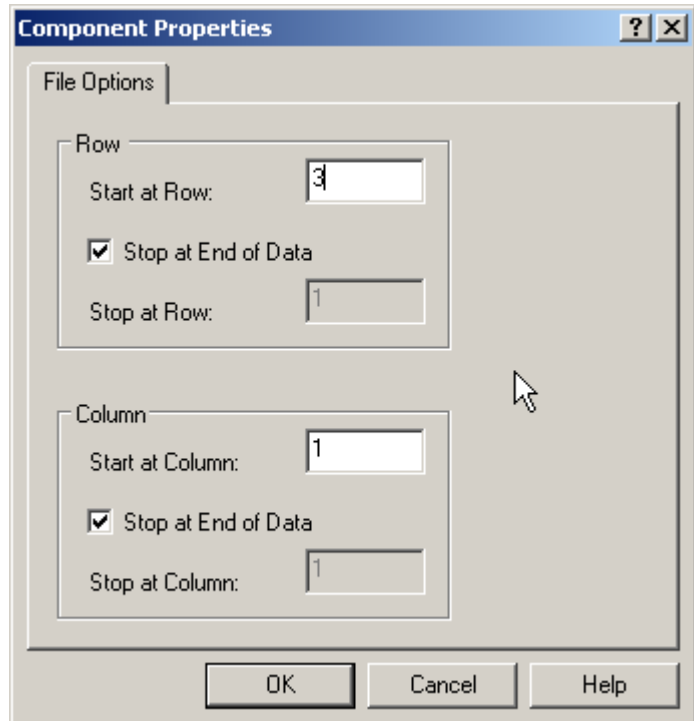 Component Properties
File Options
Row
Start at Row: 3
Stop at End of Data
Stop at Row: 1
Column
Start at Column: 1
Stop at End of Data
Stop at Column: 1
OK Cancel Help